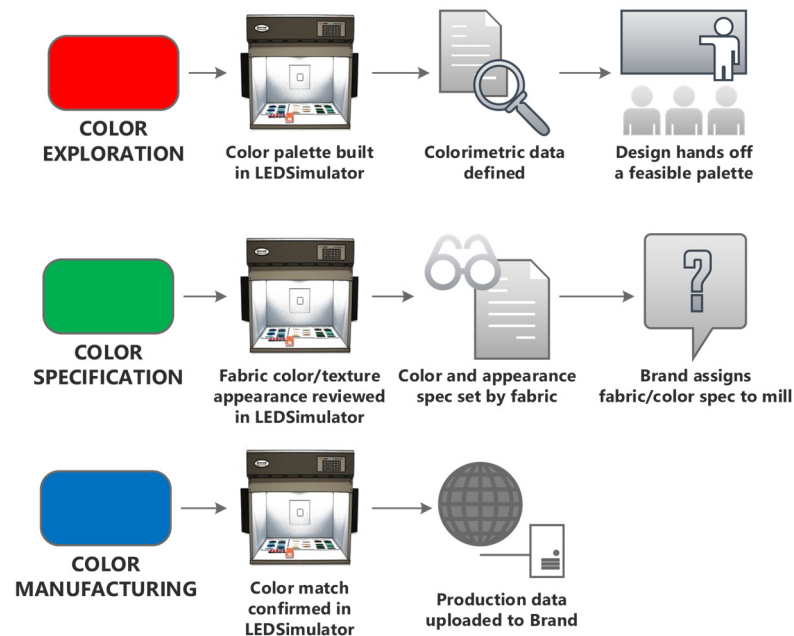 COLOR
EXPLORATION
Color palette built
in LEDSimulator
Colorimetric data
defined
Design hands off
a feasible palette
COLOR
SPECIFICATION
Fabric color/texture
appearance reviewed
in LEDSimulator
Color and appearance
spec set by fabric
?
Brand assigns
fabric/color spec to mill
COLOR
MANUFACTURING
Color match
confirmed in
LEDSimulator
Production data
uploaded to Brand